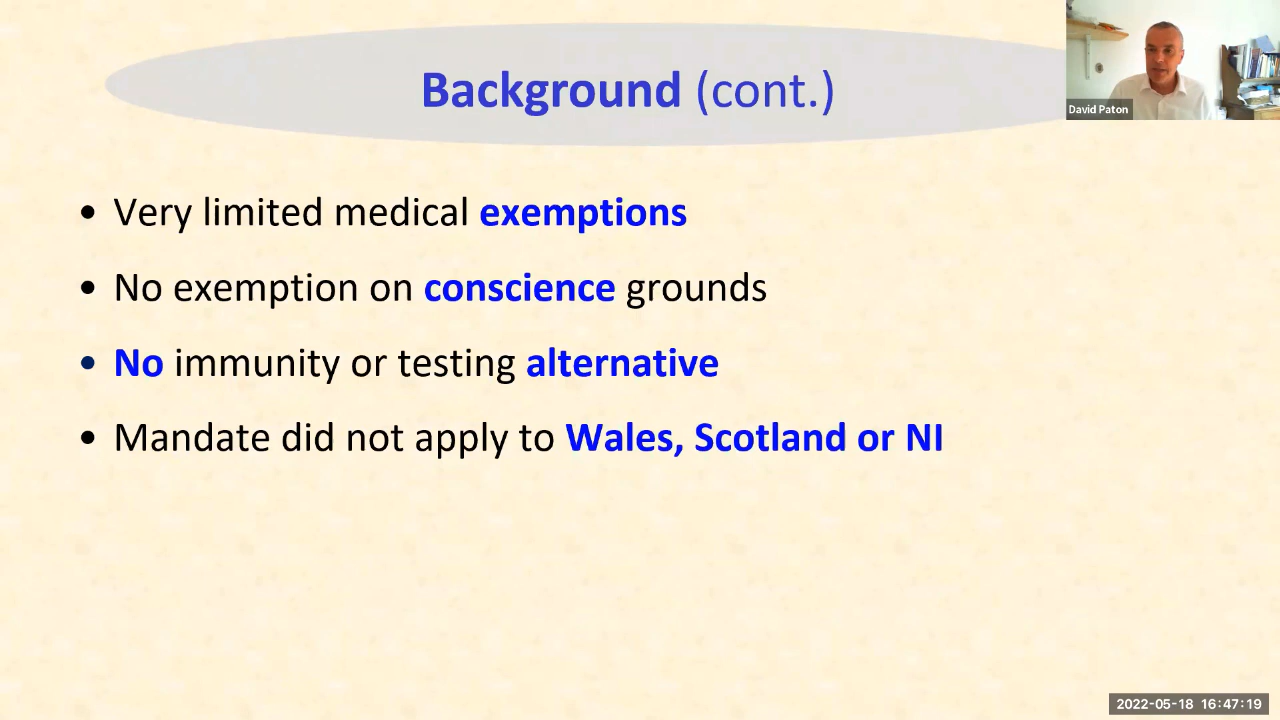 Background (cont.)
David Paton
• Very limited medical exemptions
• No exemption on conscience grounds
• No immunity or testing alternative
• Mandate did not apply to Wales, Scotland or NI
2022-05-18 16:47:19